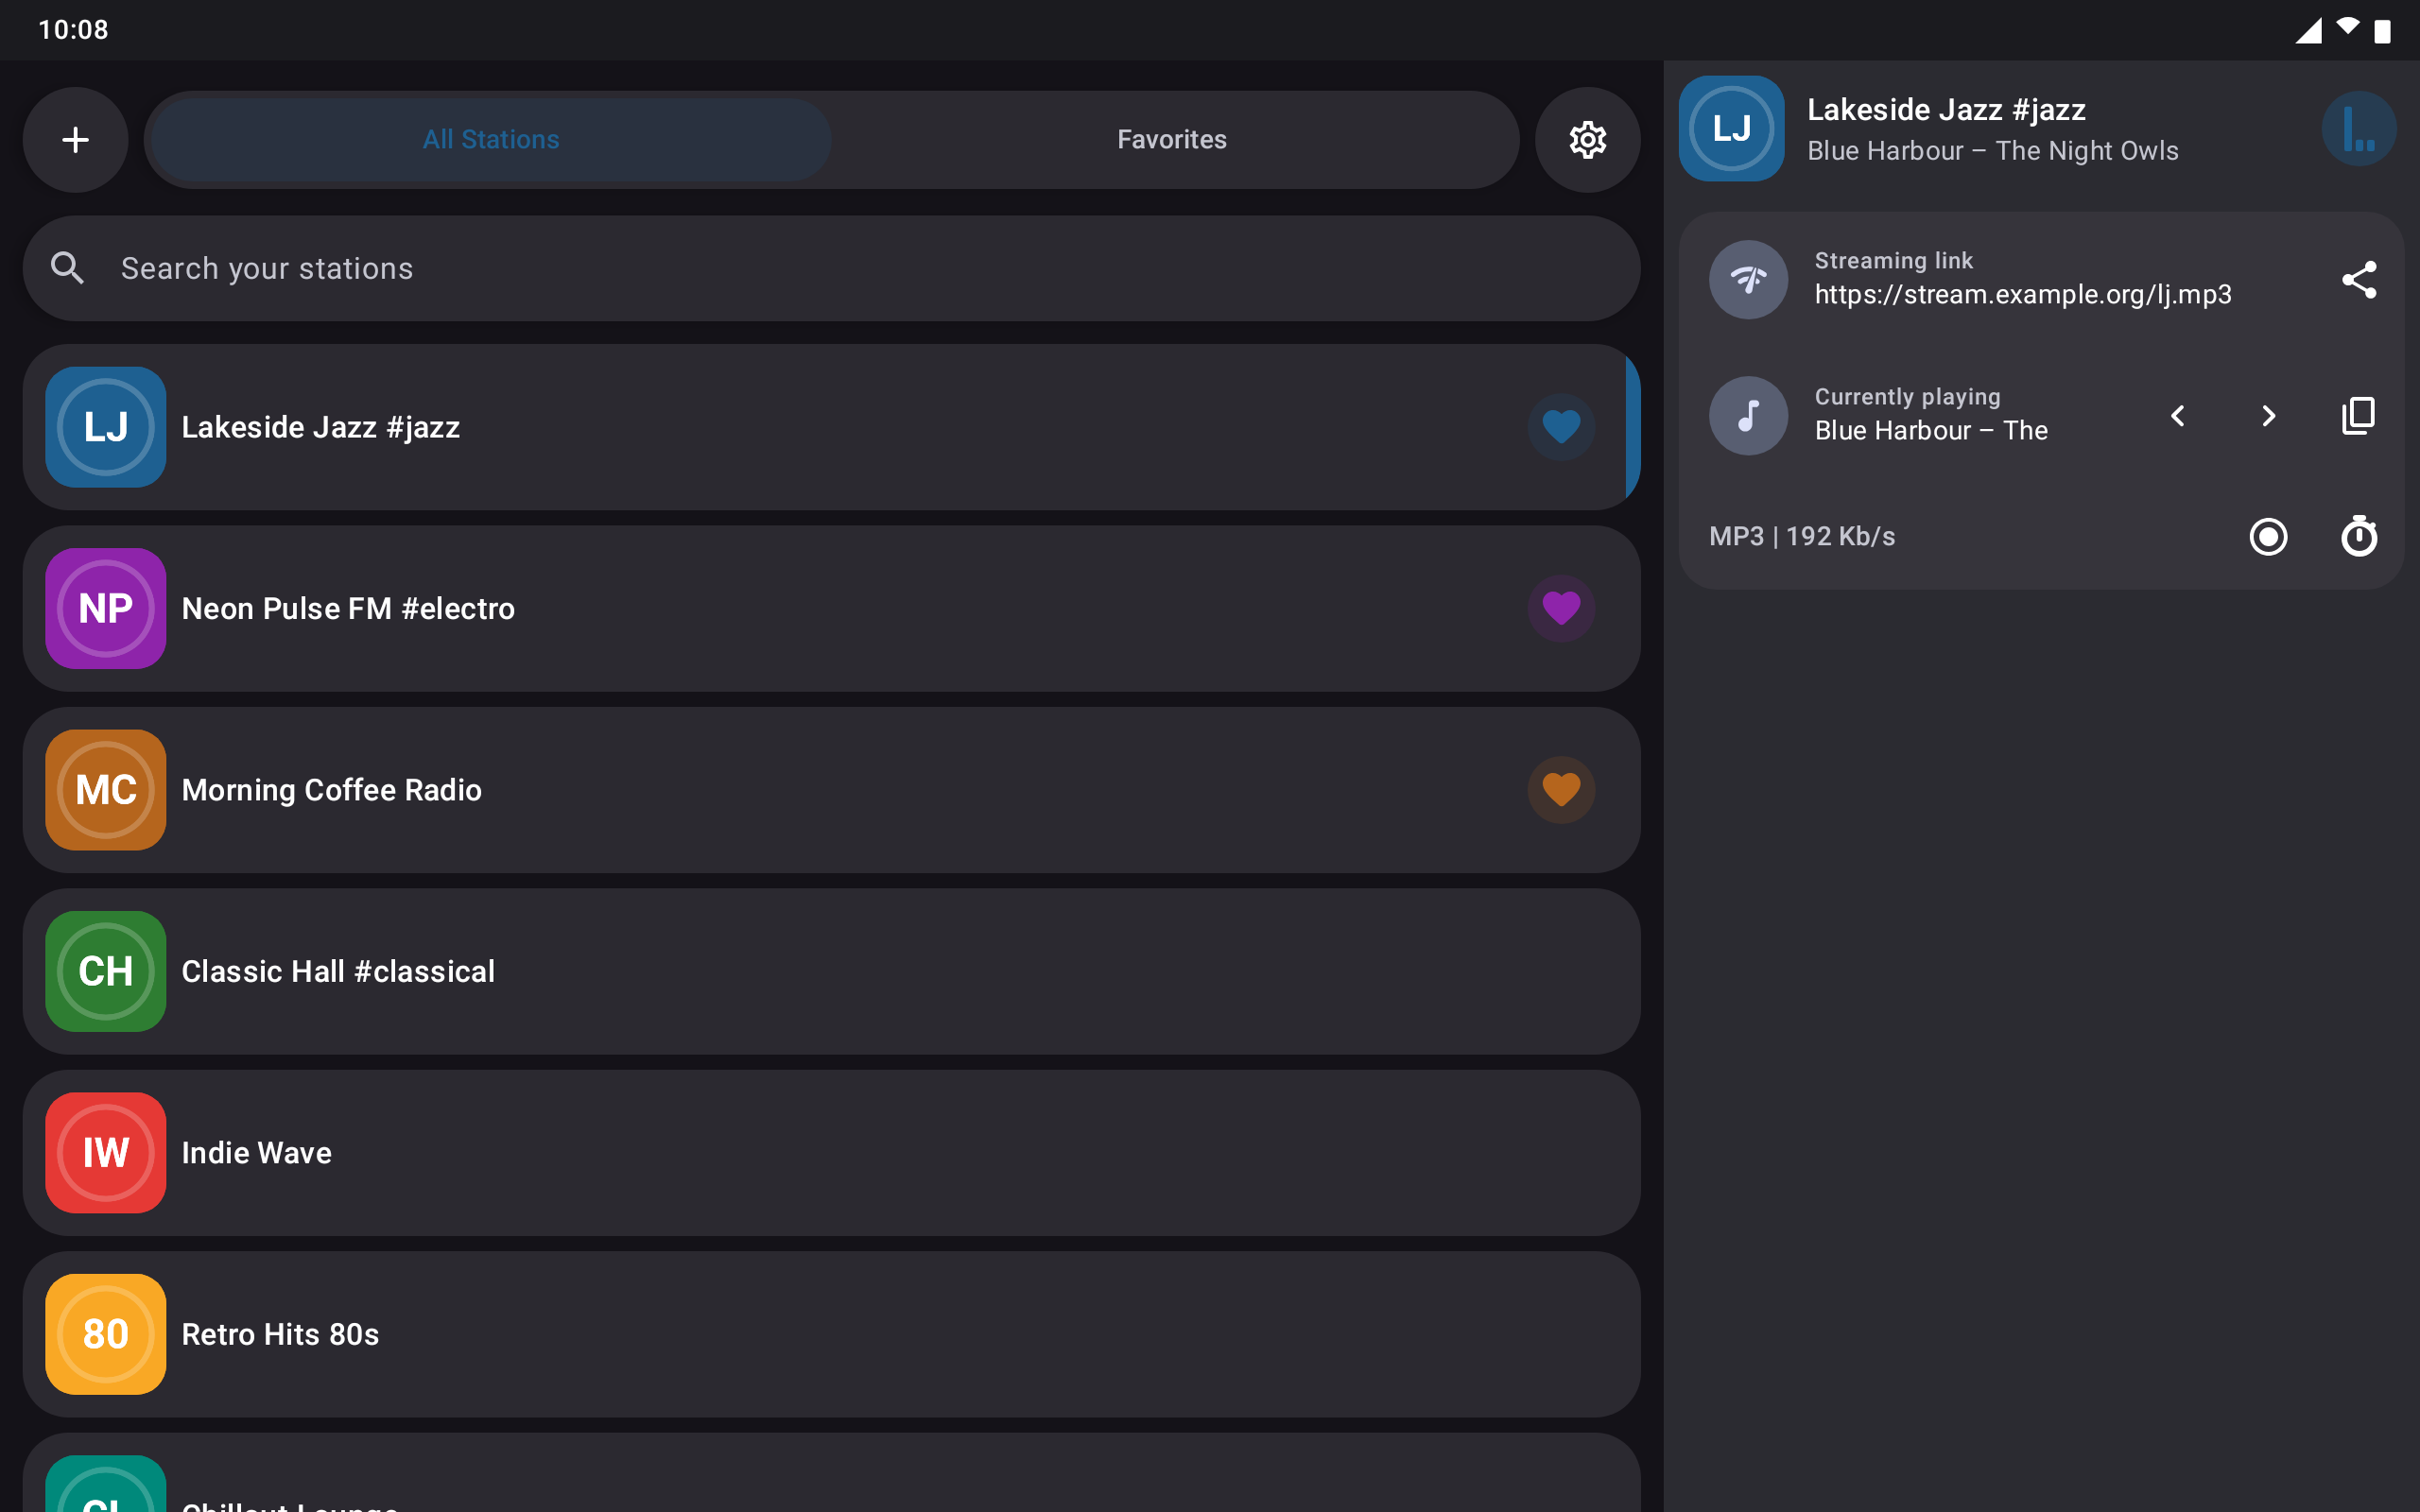 10:08
All Stations
Favorites
Search your stations
LJ
Lakeside Jazz #jazz
NP
Neon Pulse FM #electro
MC
Morning Coffee Radio
CH
Classic Hall #classical
IW
Indie Wave
80
Retro Hits 80s
CL
Chillout Lounge
LJ
Lakeside Jazz #jazz
Blue Harbour – The Night Owls
Streaming link
https://stream.example.org/lj.mp3
Currently playing
Blue Harbour – The
MP3 | 192 Kb/s